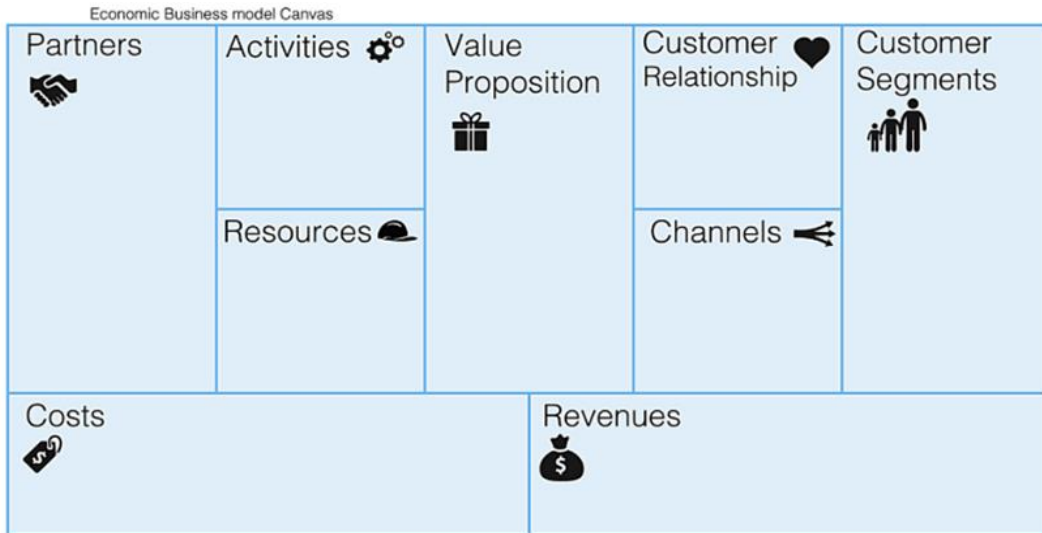 Economic Business model Canvas
Partners
Activities
Value
Proposition
Customer
Relationship
Customer
Segments
Resources
Channels
Costs
$
Revenues
$